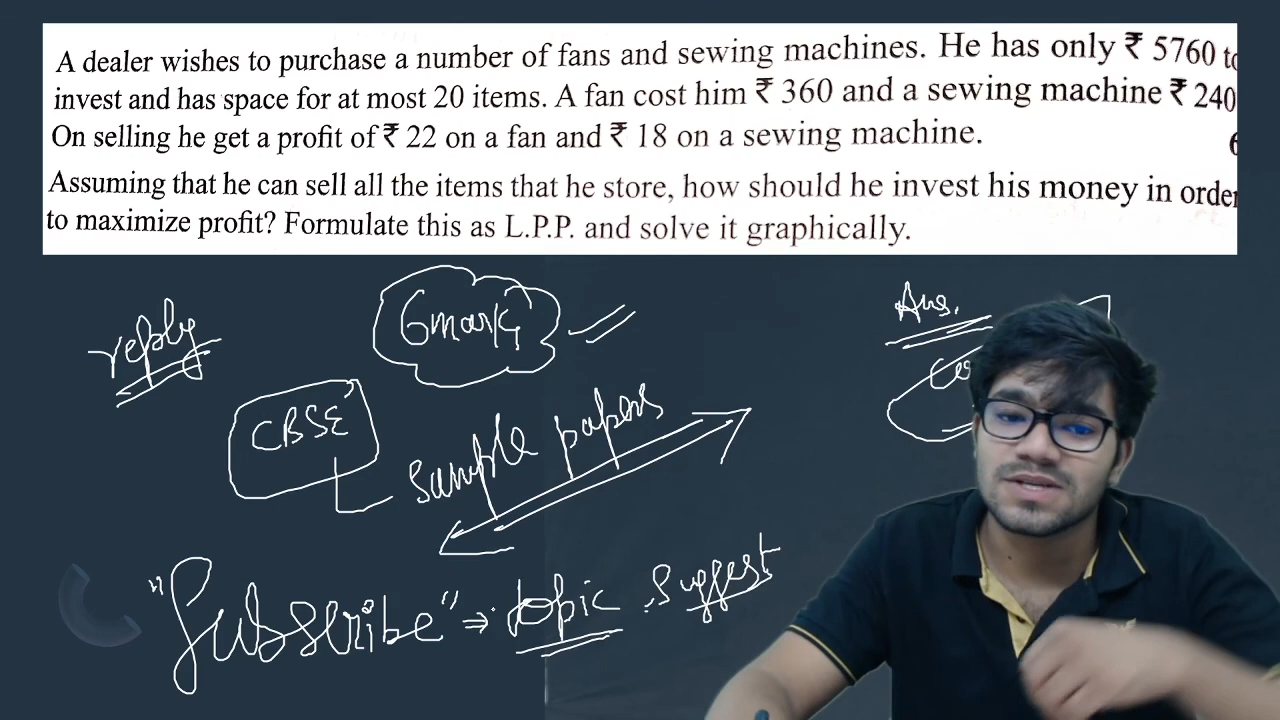 A dealer wishes to purchase a number of fans and sewing machines. He has only ₹ 5760 to
invest and has space for at most 20 items. A fan cost him ₹ 360 and a sewing machine ₹ 240
On selling he get a profit of ₹ 22 on a fan and ₹ 18 on a sewing machine.
Assuming that he can sell all the items that he store, how should he invest his money in order
to maximize profit? Formulate this as L.P.P. and solve it graphically.
reply
6marks
Ans.
CBSE
Sample papers
"Subscribe" ⇒ topic suggest